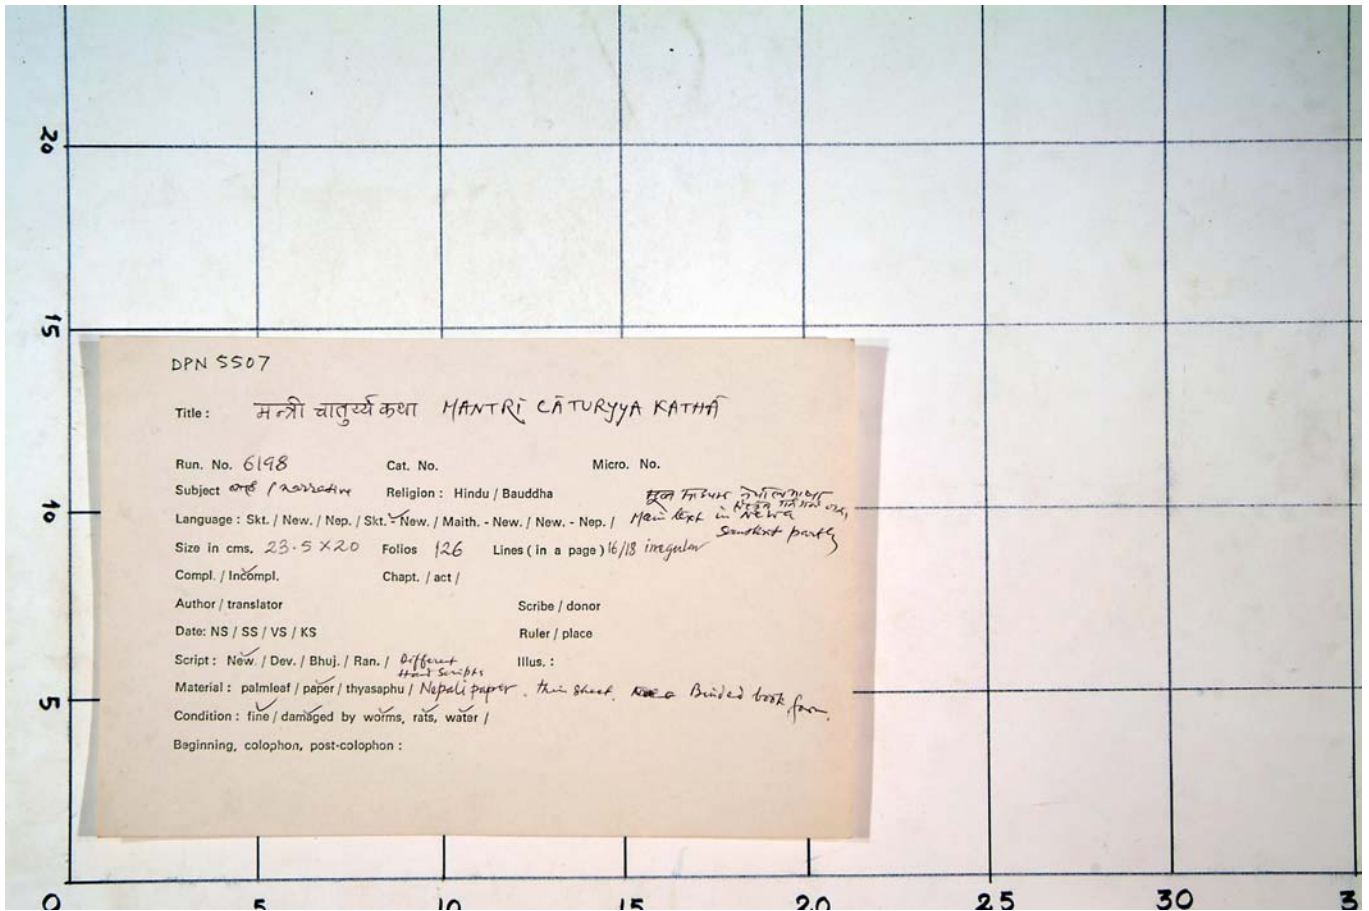 20
15
10
5
0 5 10 15 20 25 30 3
DPN 5507
Title : मन्त्री चातुर्य्य कथा MANTRĪ CĀTURYYA KATHĀ
Run. No. 6198 Cat. No. Micro. No.
Subject / narrative Religion : Hindu / Bauddha
Language : Skt. / New. / Nep. / Skt. - New. / Maith. - New. / New. - Nep. / Main text in Newa
Sanskrit partly
Size in cms. 23.5 X 20 Folios 126 Lines ( in a page ) 16/18 irregular
Compl. / Incompl. Chapt. / act /
Author / translator Scribe / donor
Date: NS / SS / VS / KS Ruler / place
Script : New. / Dev. / Bhuj. / Ran. / Different Illus. :
Hand Scripts
Material : palmleaf / paper / thyasaphu / Nepali paper. thin sheet. Binded book form.
Condition : fine / damaged by worms, rats, water /
Beginning, colophon, post-colophon :